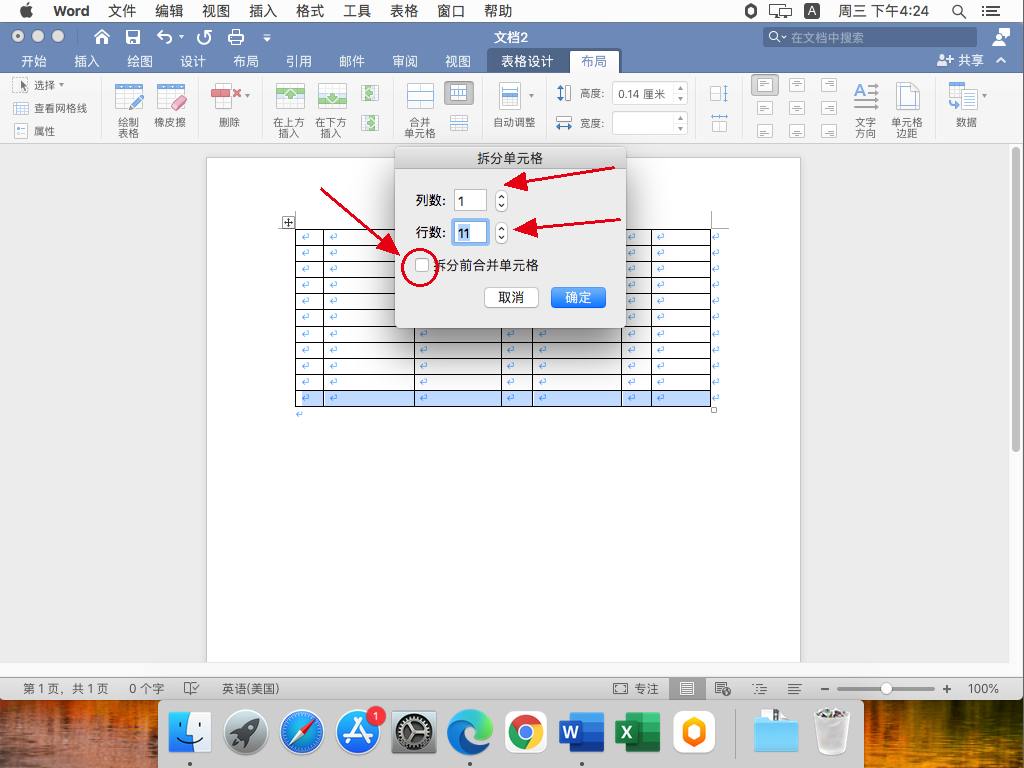 Word 文件 编辑 视图 插入 格式 工具 表格 窗口 帮助 A 周三 下午4:24
文档2
在文档中搜索
开始 插入 绘图 设计 布局 引用 邮件 审阅 视图 表格设计 布局 共享
选择
查看网格线
属性
绘制
表格
橡皮擦
删除
在上方
插入
在下方
插入
合并
单元格
自动调整
高度: 0.14 厘米
宽度:
A
文字
方向
单元格
边距
数据
拆分单元格
列数: 1
行数: 11
拆分前合并单元格
取消 确定
第 1 页，共 1 页 0 个字 英语(美国) 专注 100%
1
W
X